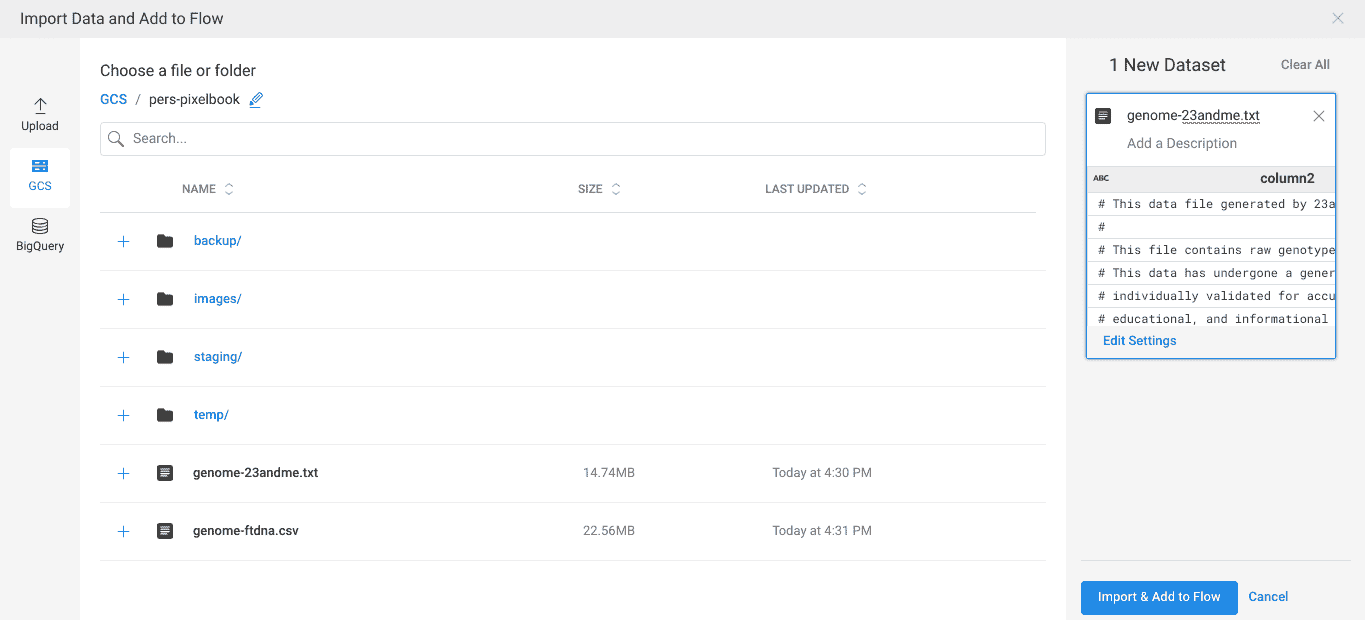 Import Data and Add to Flow
Upload
GCS
BigQuery
Choose a file or folder
GCS / pers-pixelbook
Search...
NAME SIZE LAST UPDATED
backup/
images/
staging/
temp/
genome-23andme.txt 14.74MB Today at 4:30 PM
genome-ftdna.csv 22.56MB Today at 4:31 PM
1 New Dataset Clear All
genome-23andme.txt
Add a Description
ABC column2
# This data file generated by 23a
#
# This file contains raw genotype
# This data has undergone a gener
# individually validated for accu
# educational, and informational
Edit Settings
Import & Add to Flow Cancel